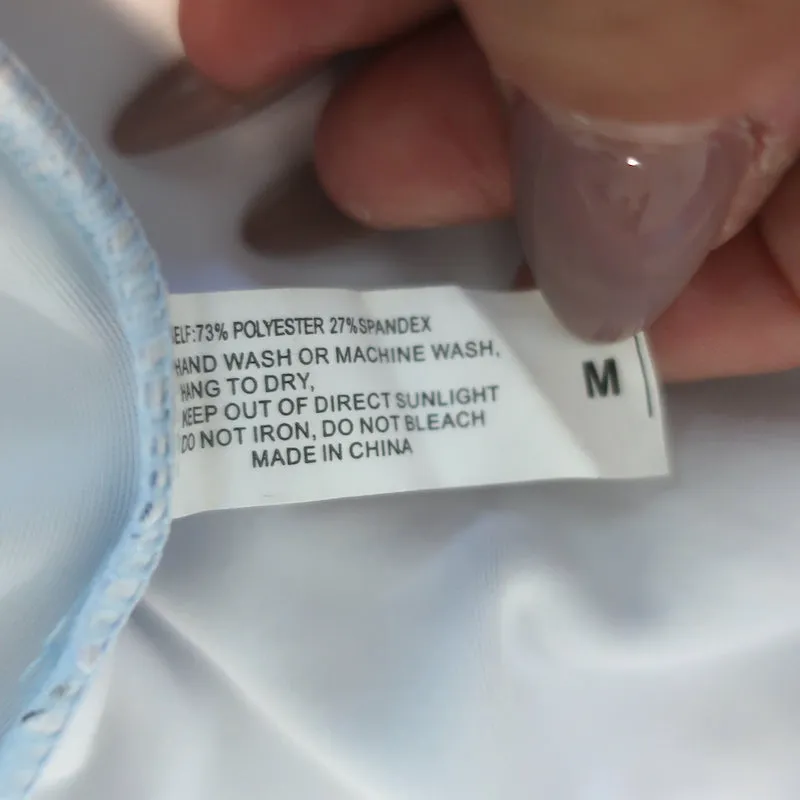 ELF:73% POLYESTER 27%SPANDEX
HAND WASH OR MACHINE WASH,
HANG TO DRY,
KEEP OUT OF DIRECT SUNLIGHT
DO NOT IRON, DO NOT BLEACH
MADE IN CHINA
M